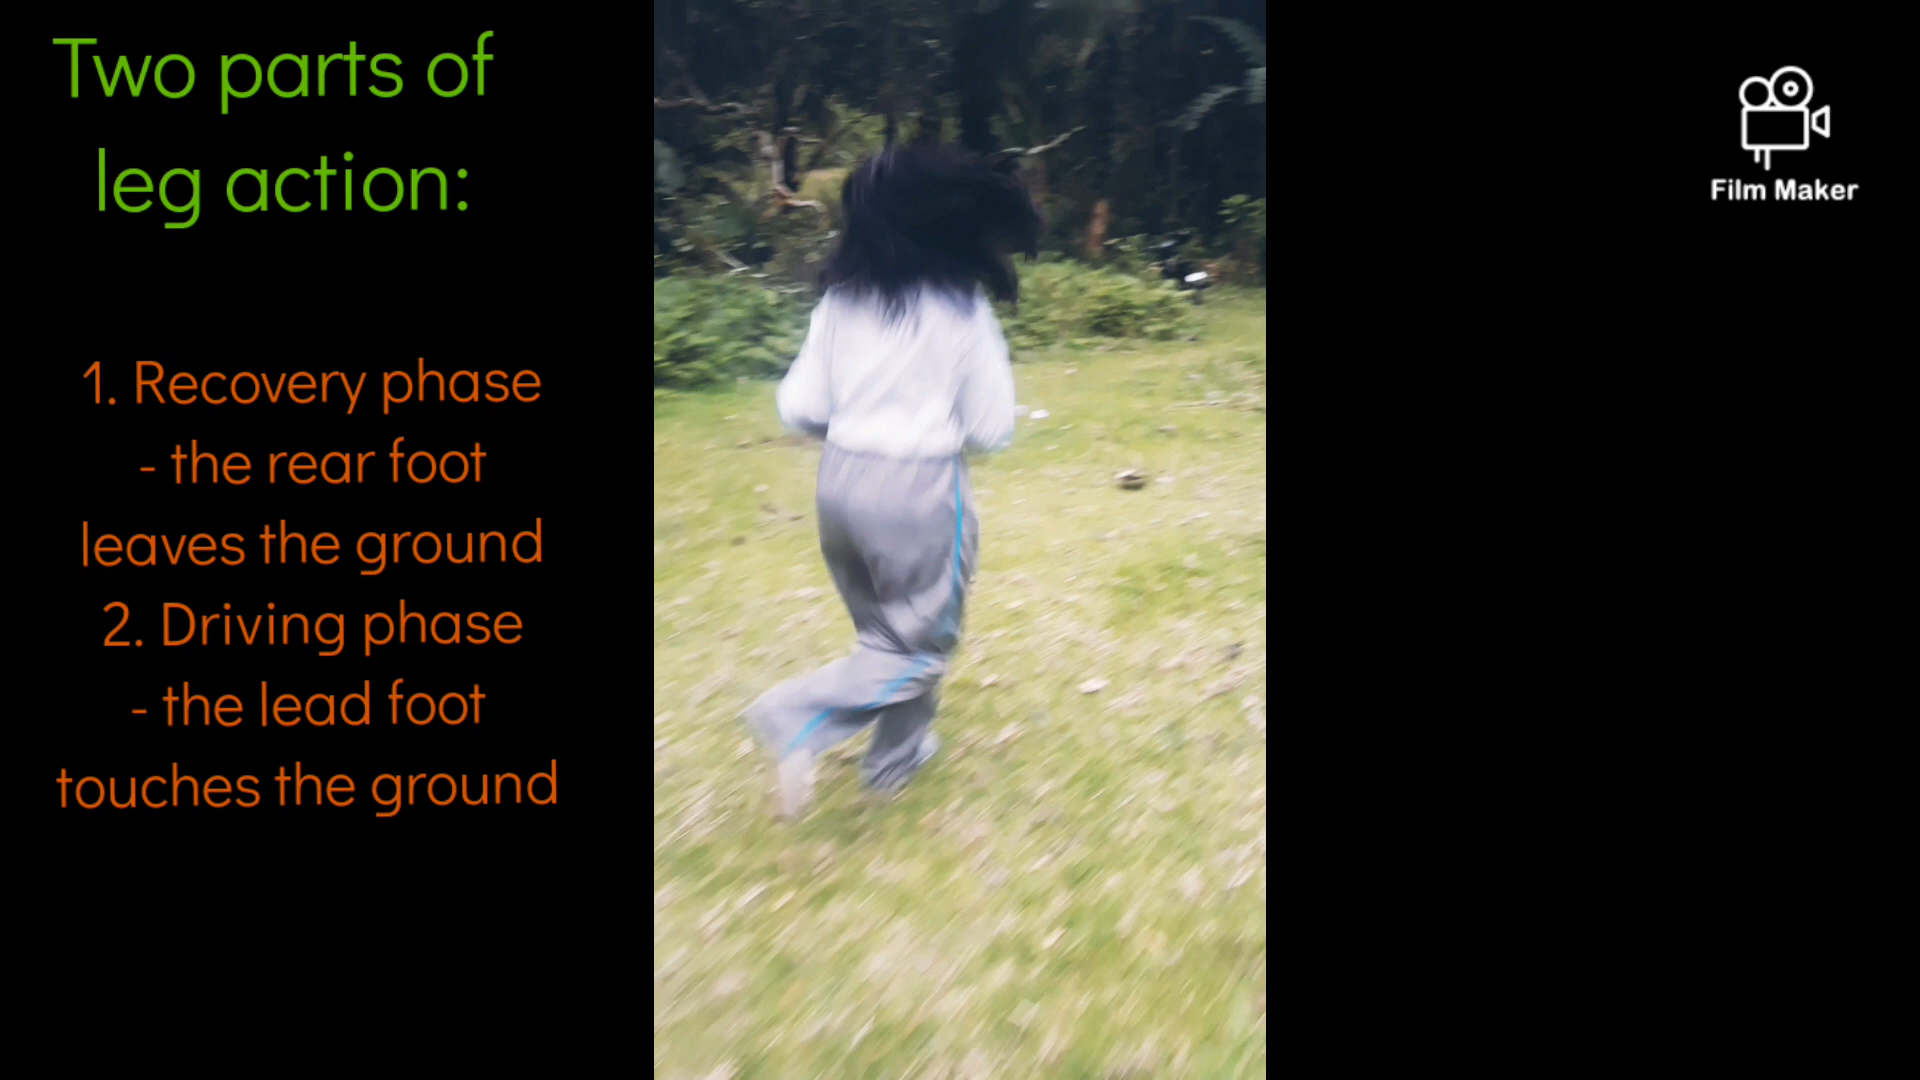 Two parts of
leg action:
1. Recovery phase
- the rear foot
leaves the ground
2. Driving phase
- the lead foot
touches the ground
Film Maker